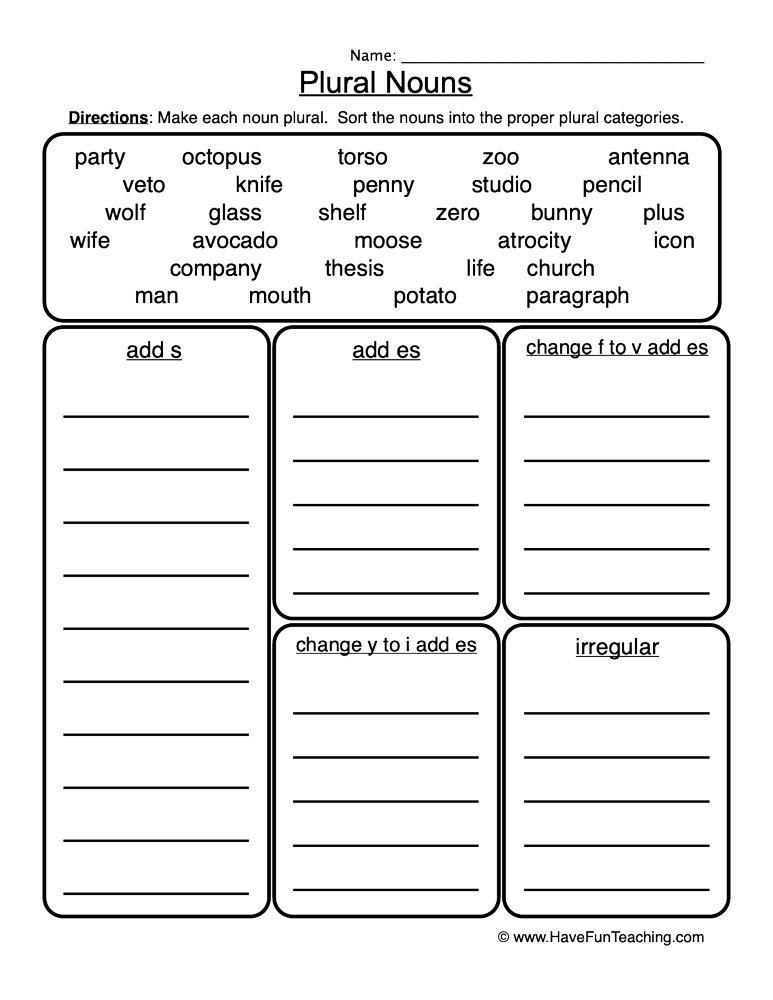 Name:
Plural Nouns
Directions: Make each noun plural. Sort the nouns into the proper plural categories.
party octopus torso zoo antenna
veto knife penny studio pencil
wolf glass shelf zero bunny plus
wife avocado moose atrocity icon
company thesis life church
man mouth potato paragraph
add s
add es
change f to v add es
change y to i add es
irregular
© www.HaveFunTeaching.com